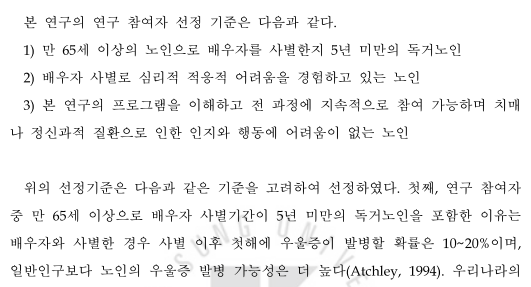 본 연구의 연구 참여자 선정 기준은 다음과 같다.
1) 만 65세 이상의 노인으로 배우자를 사별한지 5년 미만의 독거노인
2) 배우자 사별로 심리적 적응적 어려움을 경험하고 있는 노인
3) 본 연구의 프로그램을 이해하고 전 과정에 지속적으로 참여 가능하며 치매
나 정신과적 질환으로 인한 인지와 행동에 어려움이 없는 노인
위의 선정기준은 다음과 같은 기준을 고려하여 선정하였다. 첫째, 연구 참여자
중 만 65세 이상으로 배우자 사별기간이 5년 미만의 독거노인을 포함한 이유는
배우자와 사별한 경우 사별 이후 첫해에 우울증이 발병할 확률은 10~20%이며,
일반인구보다 노인의 우울증 발병 가능성은 더 높다(Atchley, 1994). 우리나라의
SUNG
UNIVE